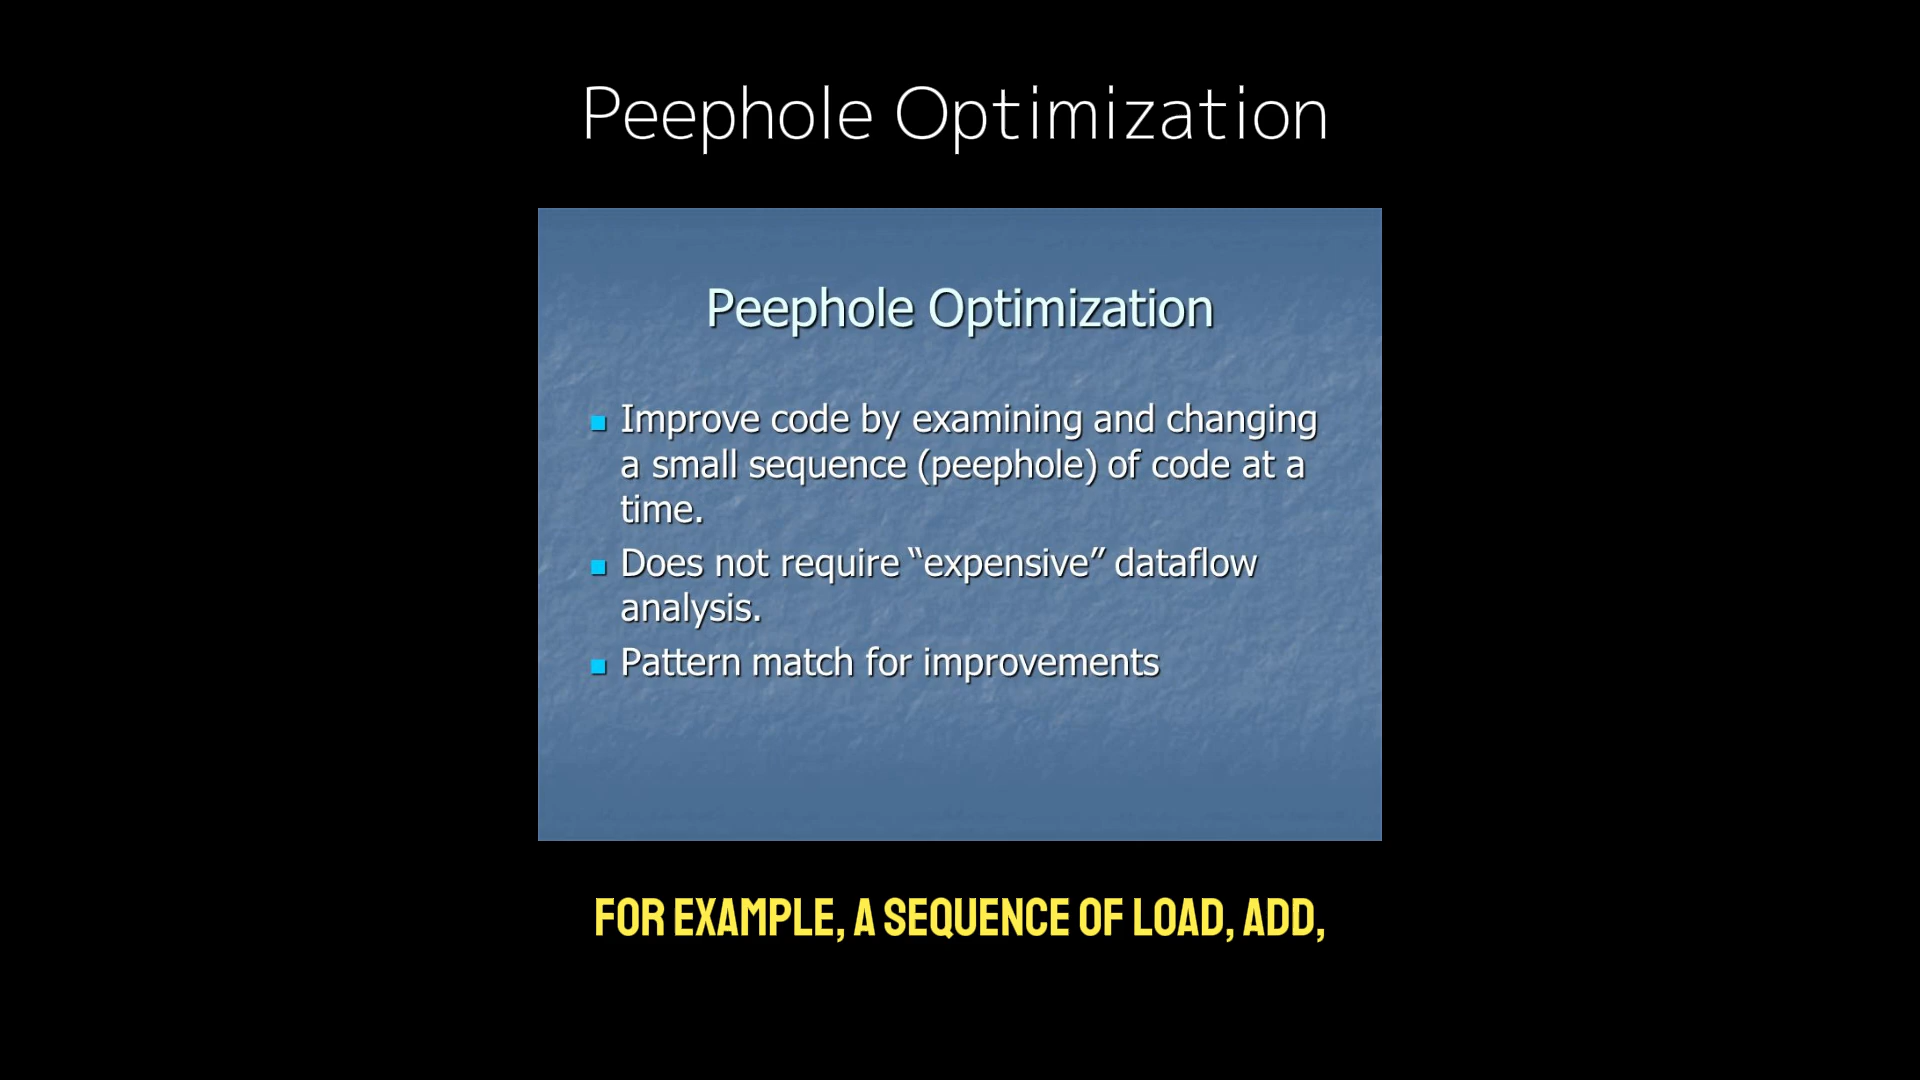 Peephole Optimization
Peephole Optimization
Improve code by examining and changing
a small sequence (peephole) of code at a
time.
Does not require “expensive” dataflow
analysis.
Pattern match for improvements
FOR EXAMPLE, A SEQUENCE OF LOAD, ADD,